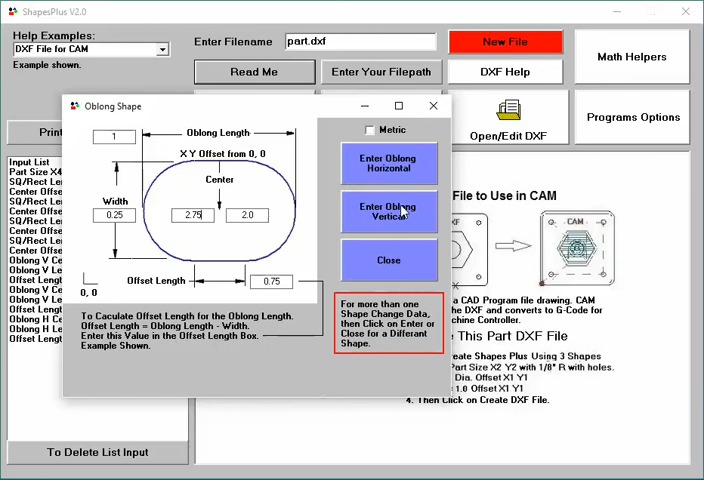 ShapesPlus V2.0
Help Examples:
DXF File for CAM
Example shown.
Enter Filename
part.dxf
New File
Math Helpers
Read Me
Enter Your Filepath
DXF Help
Print
Open/Edit DXF
Programs Options
Input List
Part Size X4
SQ/Rect Le
Center Offse
SQ/Rect Le
Center Offse
SQ/Rect Le
Center Offse
SQ/Rect Le
Center Offse
Oblong V Ce
Oblong V Le
Offset Length
Oblong V Ce
Oblong V Le
Offset Length
Oblong H Ce
Oblong H Le
Offset Length
To Delete List Input
Oblong Shape
1
Oblong Length
X Y Offset from 0, 0
Center
Width
0.25
2.75
2.0
Offset Length
0.75
0, 0
To Caculate Offset Length for the Oblong Length.
Offset Length = Oblong Length - Width.
Enter this Value in the Offset Length Box.
Example Shown.
Metric
Enter Oblong
Horizontal
Enter Oblong
Vertical
Close
For more than one
Shape Change Data,
then Click on Enter or
Close for a Differant
Shape.
File to Use in CAM
CAM
a CAD Program file drawing. CAM
the DXF and converts to G-Code for
chine Controller.
e This Part DXF File
reate Shapes Plus Using 3 Shapes
Part Size X2 Y2 with 1/8" R with holes.
Dia. Offset X1 Y1
= 1.0 Offset X1 Y1
4. Then Click on Create DXF File.